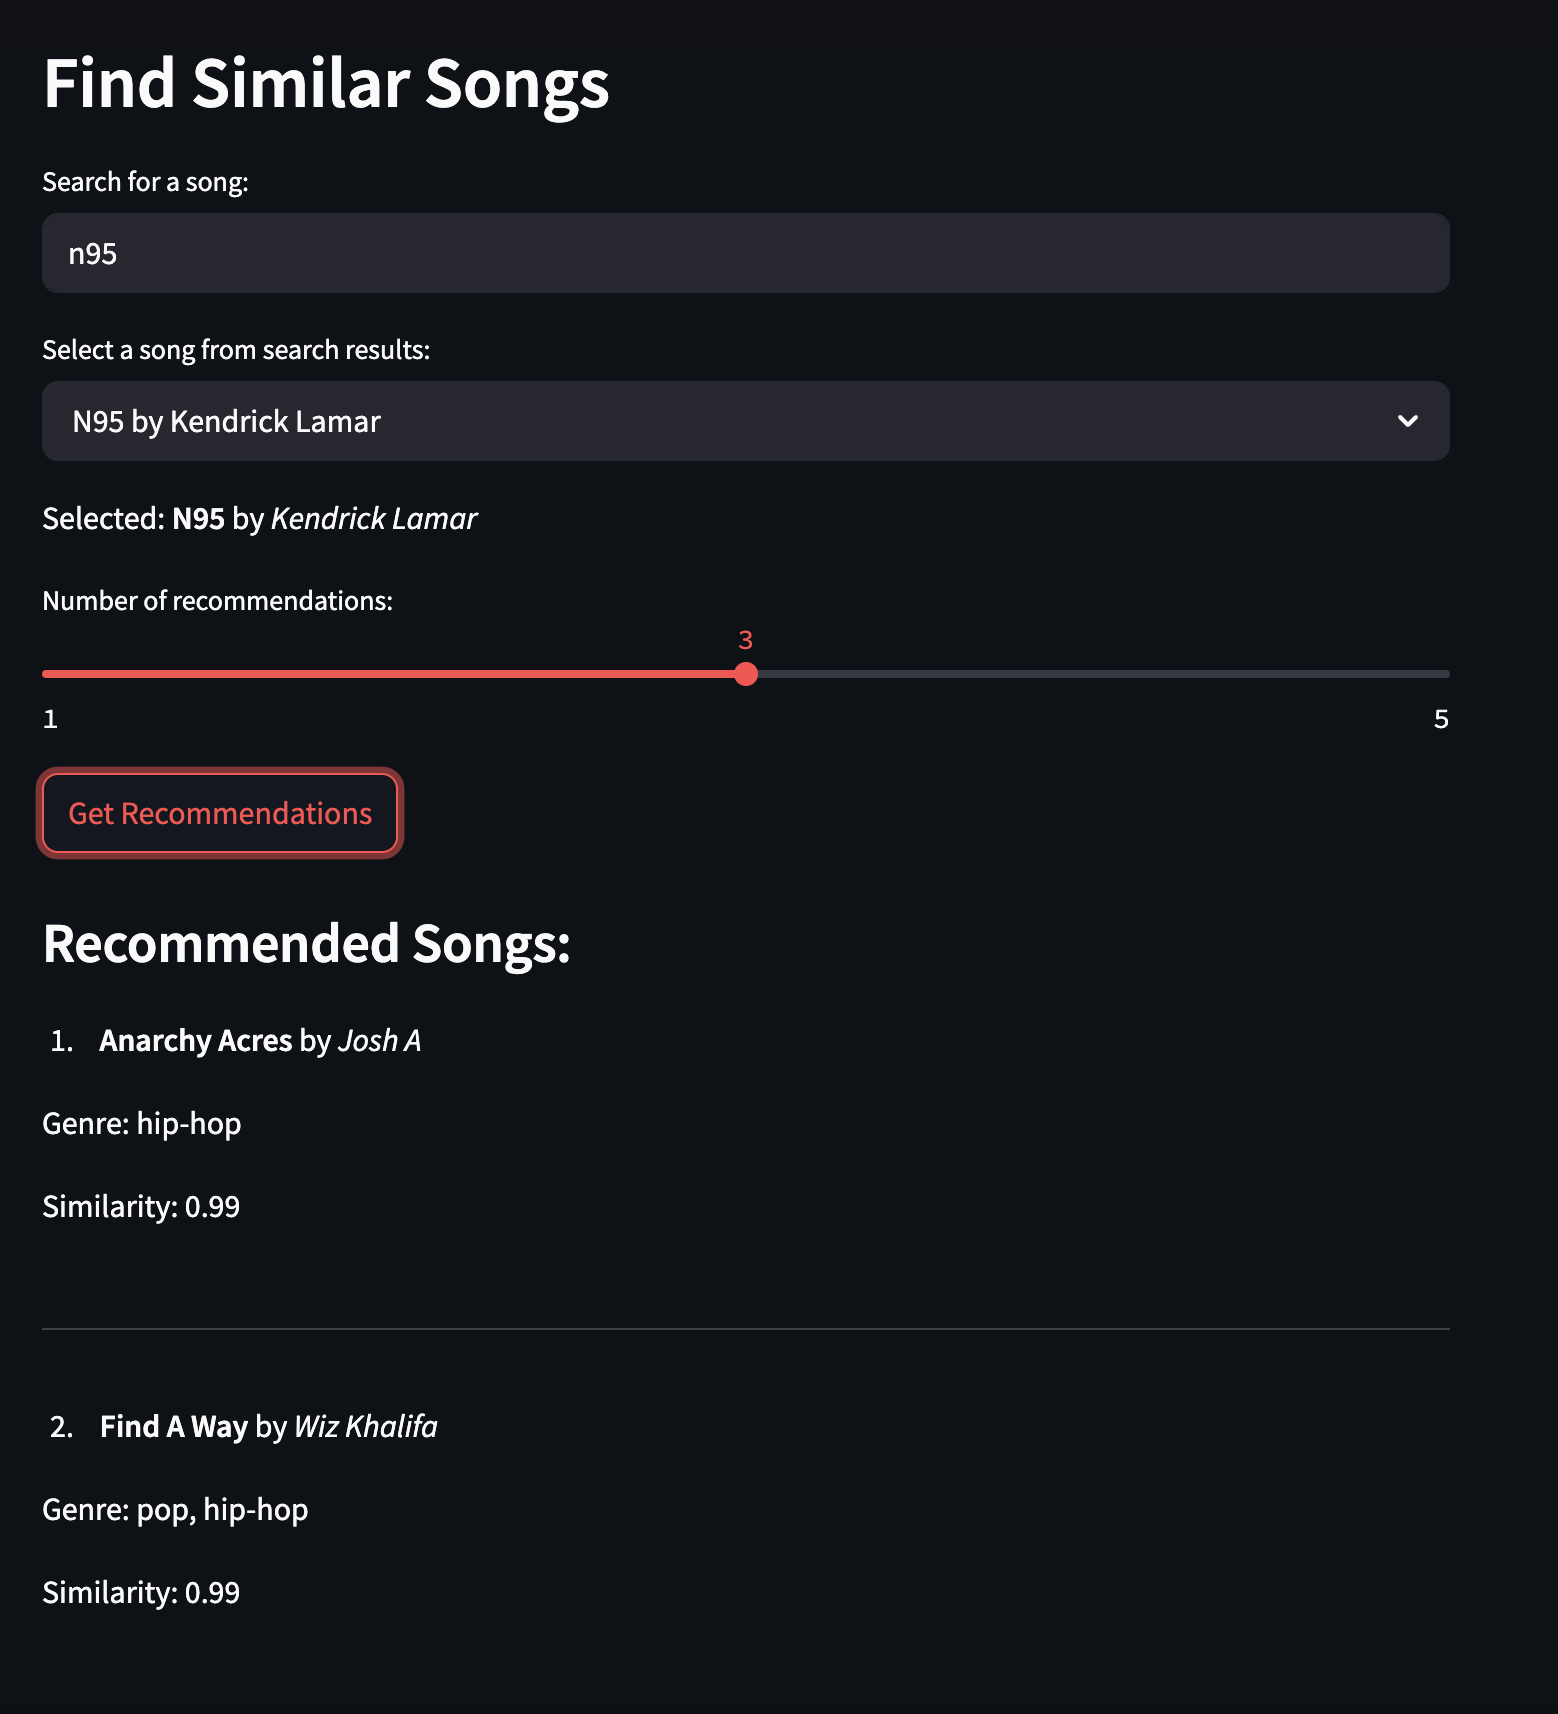 Find Similar Songs
Search for a song:
n95
Select a song from search results:
N95 by Kendrick Lamar
Selected: N95 by Kendrick Lamar
Number of recommendations:
3
1 5
Get Recommendations
Recommended Songs:
1. Anarchy Acres by Josh A
Genre: hip-hop
Similarity: 0.99
2. Find A Way by Wiz Khalifa
Genre: pop, hip-hop
Similarity: 0.99